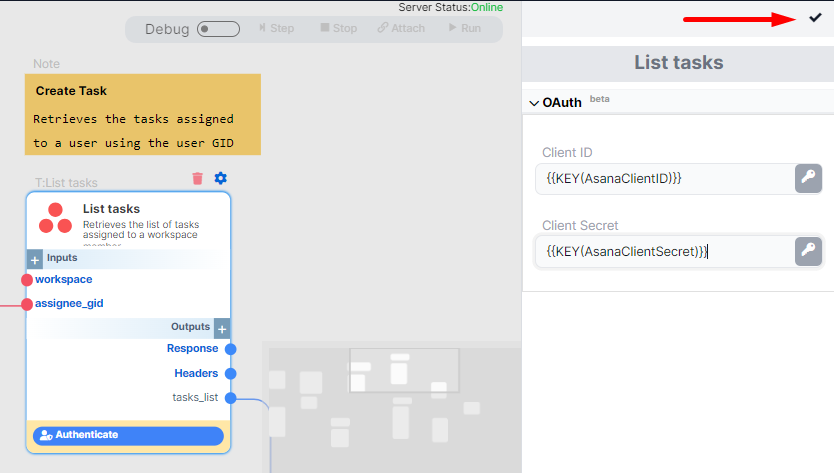 Server Status:Online
Debug
Step
Stop
Attach
Run
Note
Create Task
Retrieves the tasks assigned
to a user using the user GID
T:List tasks
List tasks
Retrieves the list of tasks
assigned to a workspace
Inputs
workspace
assignee_gid
Outputs
Response
Headers
tasks_list
Authenticate
List tasks
OAuth beta
Client ID
{{KEY(AsanaClientID)}}
Client Secret
{{KEY(AsanaClientSecret)}}